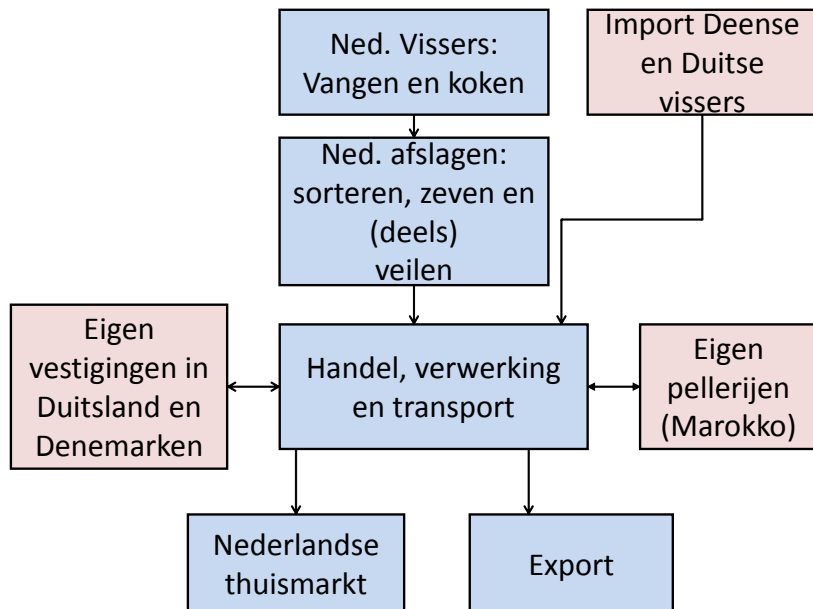 Ned. Vissers:
Vangen en koken
Import Deense
en Duitse
vissers
Ned. afslagen:
sorteren, zeven en
(deels)
veilen
Eigen
vestigingen in
Duitsland en
Denemarken
Handel, verwerking
en transport
Eigen
pellerijen
(Marokko)
Nederlandse
thuismarkt
Export